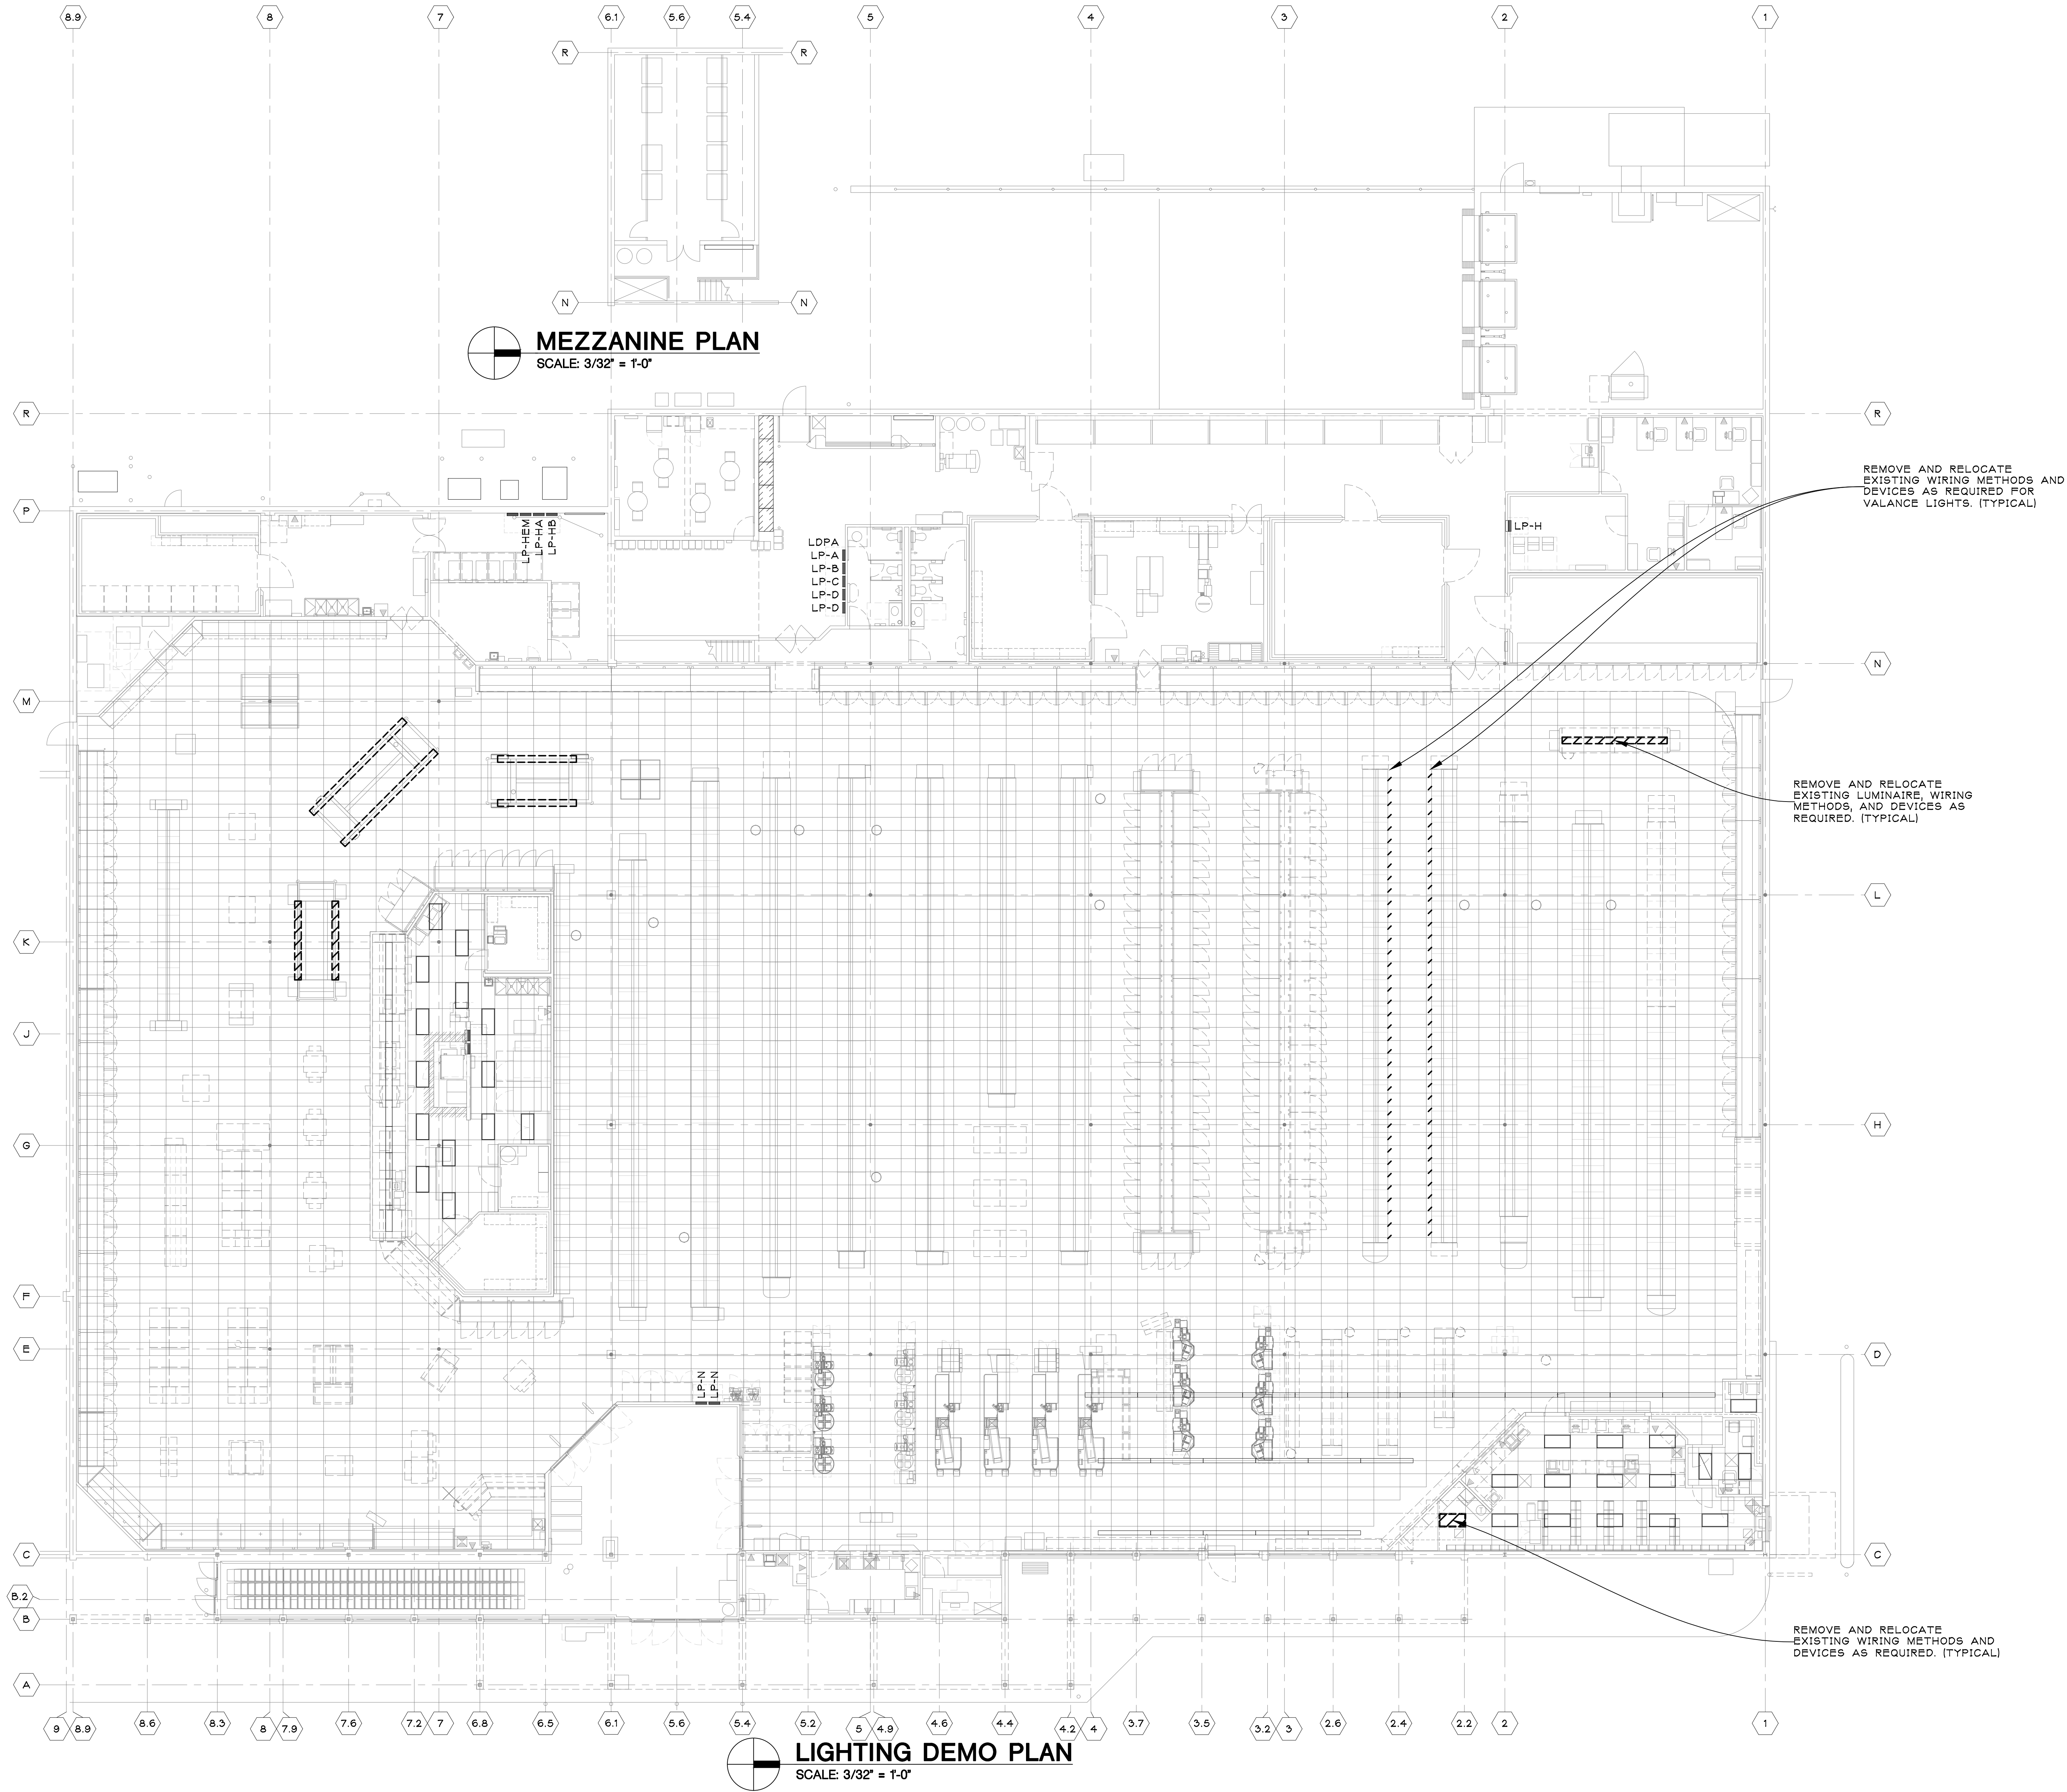 8.9 8 7 6.1 5.6 5.4 5 4 3 2 1
R R
N N
MEZZANINE PLAN
SCALE: 3/32" = 1'-0"
R R
REMOVE AND RELOCATE
EXISTING WIRING METHODS AND
DEVICES AS REQUIRED FOR
VALANCE LIGHTS. (TYPICAL)
P
LP-HEM
LP-HA
LP-HB
LP-H
LDPA
LP-A
LP-B
LP-C
LP-D
LP-D
N
M
REMOVE AND RELOCATE
EXISTING LUMINAIRE, WIRING
METHODS, AND DEVICES AS
REQUIRED. (TYPICAL)
L
K
J
H
G
F
E
D
LP-N
LP-N
C C
B.2
B
REMOVE AND RELOCATE
EXISTING WIRING METHODS AND
DEVICES AS REQUIRED. (TYPICAL)
A
9 8.9 8.6 8.3 8 7.9 7.6 7.2 7 6.8 6.5 6.1 5.6 5.4 5.2 5 4.9 4.6 4.4 4.2 4 3.7 3.5 3.2 3 2.6 2.4 2.2 2 1
LIGHTING DEMO PLAN
SCALE: 3/32" = 1'-0"